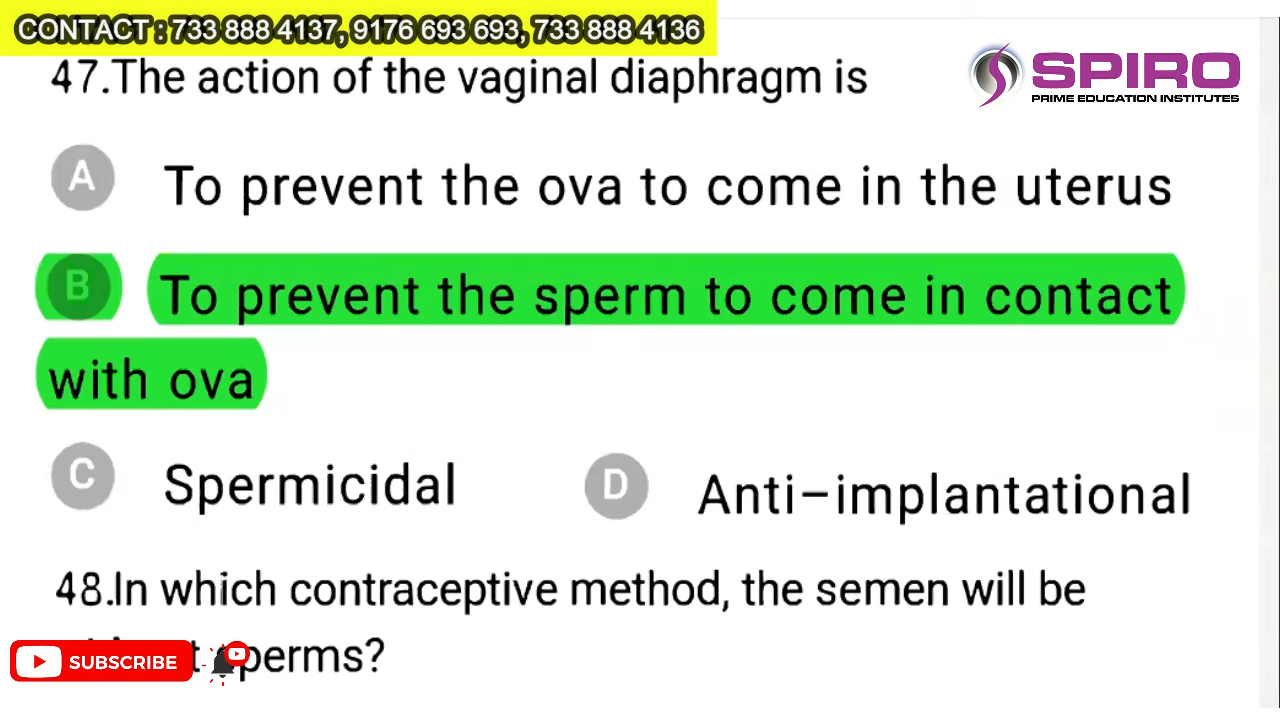 CONTACT : 733 888 4137, 9176 693 693, 733 888 4136
47.The action of the vaginal diaphragm is
SPIRO
PRIME EDUCATION INSTITUTES
A To prevent the ova to come in the uterus
B To prevent the sperm to come in contact
with ova
C Spermicidal D Anti–implantational
48.In which contraceptive method, the semen will be
sperms?
SUBSCRIBE